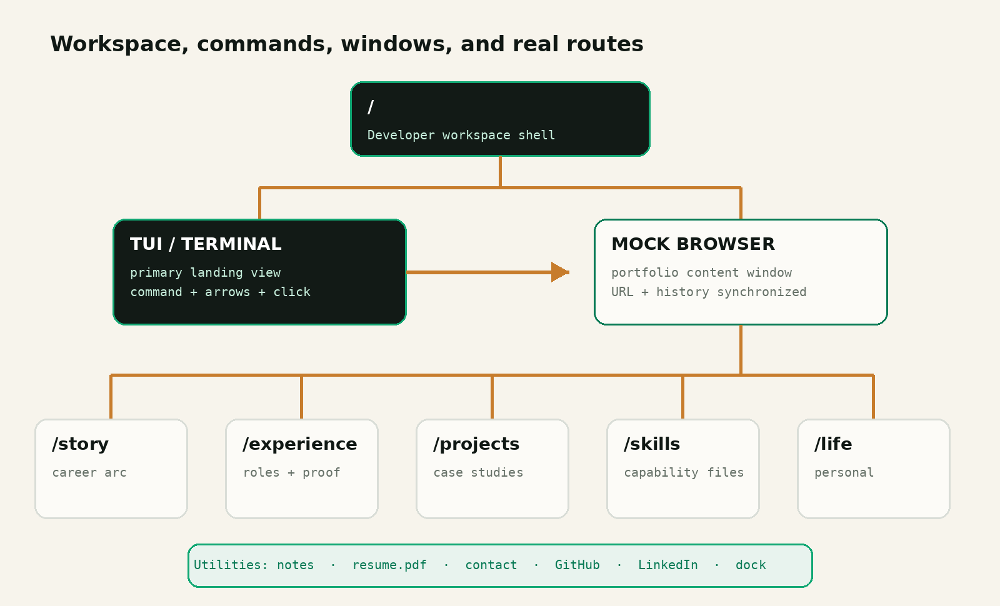 Workspace, commands, windows, and real routes
/
Developer workspace shell
TUI / TERMINAL
primary landing view
command + arrows + click
MOCK BROWSER
portfolio content window
URL + history synchronized
/story
career arc
/experience
roles + proof
/projects
case studies
/skills
capability files
/life
personal
Utilities: notes · resume.pdf · contact · GitHub · LinkedIn · dock